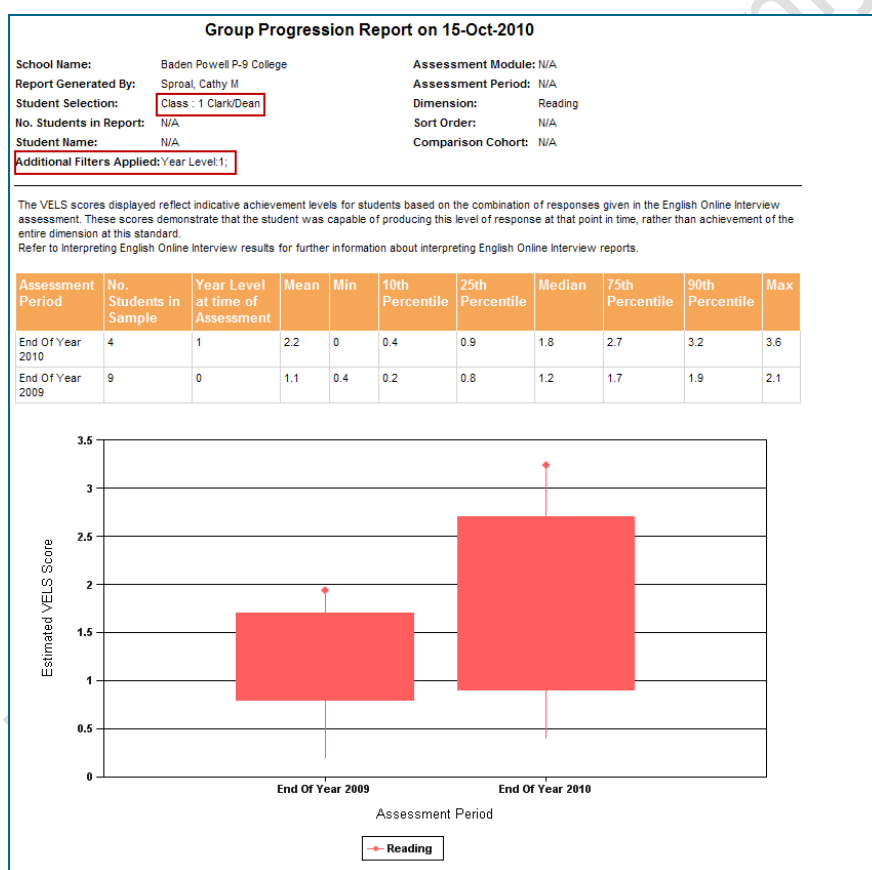 Group Progression Report on 15-Oct-2010
School Name: Baden Powell P-9 College Assessment Module: N/A
Report Generated By: Sproal, Cathy M Assessment Period: N/A
Student Selection: Class : 1 Clark/Dean Dimension: Reading
No. Students in Report: N/A Sort Order: N/A
Student Name: N/A Comparison Cohort: N/A
Additional Filters Applied: Year Level:1;
The VELS scores displayed reflect indicative achievement levels for students based on the combination of responses given in the English Online Interview
assessment. These scores demonstrate that the student was capable of producing this level of response at that point in time, rather than achievement of the
entire dimension at this standard.
Refer to Interpreting English Online Interview results for further information about interpreting English Online Interview reports.
Assessment Period No. Students in Sample Year Level at time of Assessment Mean Min 10th Percentile 25th Percentile Median 75th Percentile 90th Percentile Max
End Of Year 2010 4 1 2.2 0 0.4 0.9 1.8 2.7 3.2 3.6
End Of Year 2009 9 0 1.1 0.4 0.2 0.8 1.2 1.7 1.9 2.1
3.5
3
2.5
2
1.5
1
0.5
0
Estimated VELS Score
End Of Year 2009 End Of Year 2010
Assessment Period
Reading